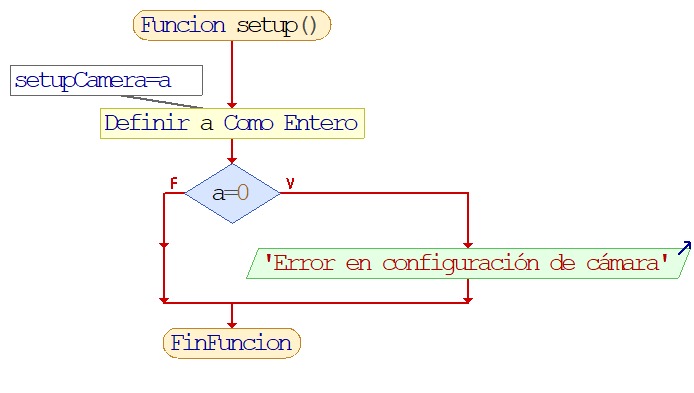 Funcion setup()
setupCamera=a
Definir a Como Entero
a=0
F
V
'Error en configuración de cámara'
FinFuncion